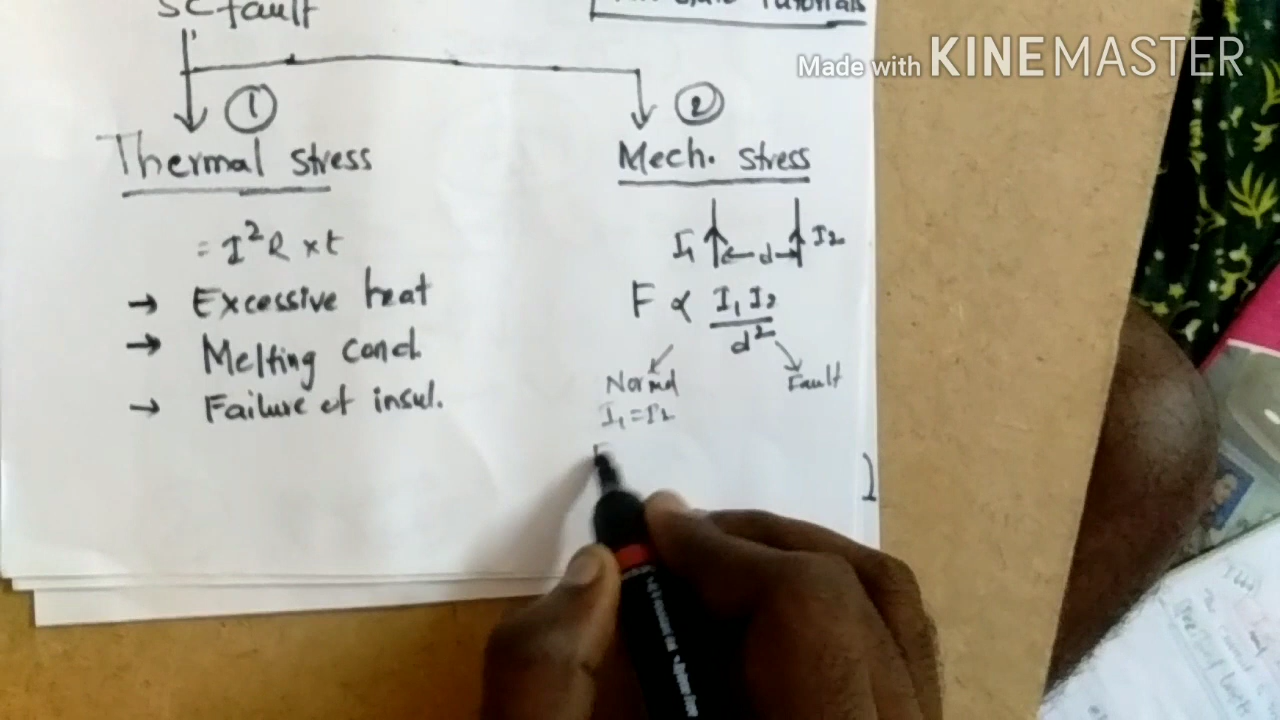 SC fault
Tutorials
Made with KINEMASTER
①
②
Thermal stress
Mech. stress
= I²R × t
I₁ d I₂
→ Excessive heat
F ∝ I₁ I₂
d²
→ Melting cond.
Normal
Fault
→ Failure of insul.
I₁ = I₂
F